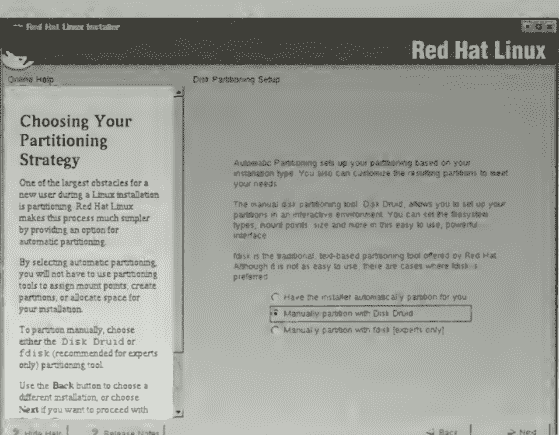 Red Hat Linux Installer
Red Hat Linux
Online Help
Disk Partitioning Setup
Choosing Your
Partitioning
Strategy
One of the largest obstacles for a
new user during a Linux installation
is partitioning. Red Hat Linux
makes this process much simpler
by providing an option for
automatic partitioning.
By selecting automatic partitioning,
you will not have to use partitioning
tools to assign mount points, create
partitions, or allocate space for
your installation.
To partition manually, choose
either the Disk Druid or
fdisk (recommended for experts
only) partitioning tool.
Use the Back button to choose a
different installation, or choose
Next if you want to proceed with
Automatic Partitioning sets up your partitioning based on your
installation type. You also can customize the resulting partitions to meet
your needs.
The manual disk partitioning tool, Disk Druid, allows you to set up your
partitions in an interactive environment. You can set the filesystem
types, mount points, size and more in this easy to use, powerful
interface.
fdisk is the traditional, text-based partitioning tool offered by Red Hat.
Although it is not as easy to use, there are cases where fdisk is
preferred.
Have the installer automatically partition for you
Manually partition with Disk Druid
Manually partition with fdisk [experts only]
Hide Help
Release Notes
Back
Next